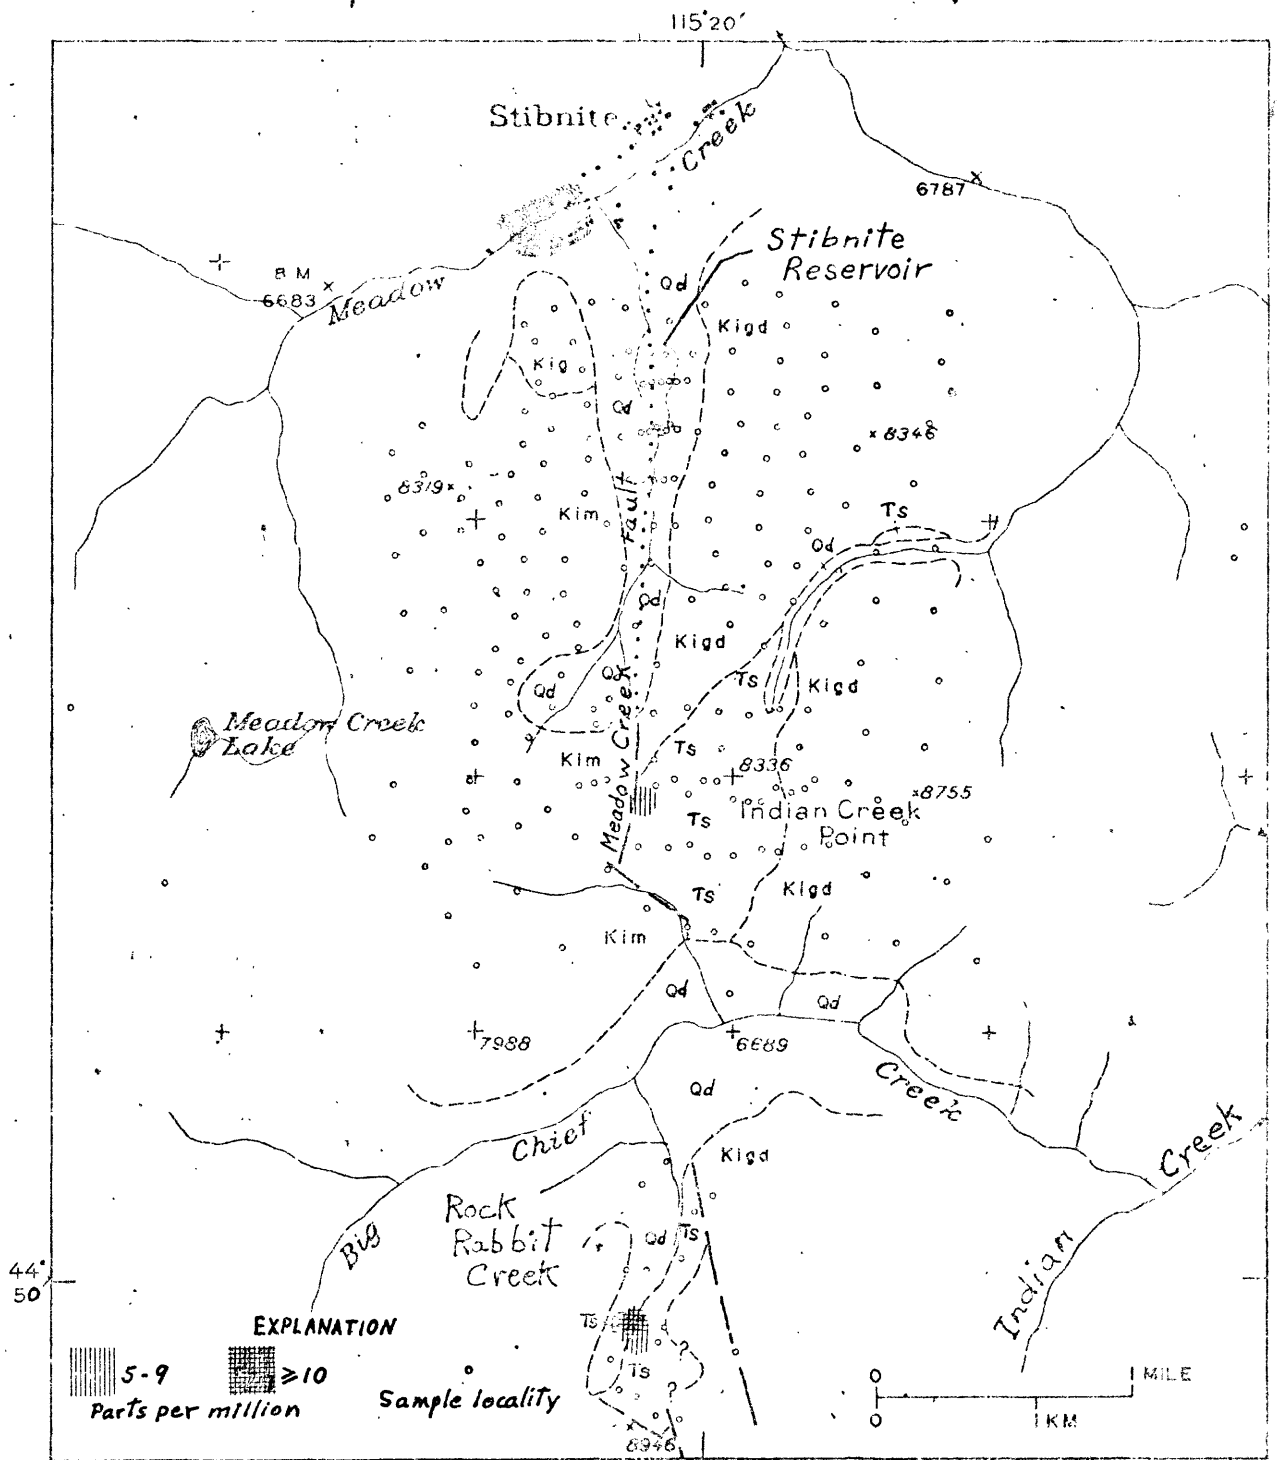 115°20'
Stibnite
Creek
6787
Stibnite
Reservoir
BM
6683
Meadow
Qd
Kigd
Kig
Qd
8346
8319
Fault
Kim
Ts
Qd
Qd
Kigd
Qd
Qd
Ts
Kigd
Meadow Creek
Lake
Meadow Creek
Kim
Ts
8336
8755
Ts
Indian Creek
Point
Ts
Kigd
Kim
Qd
Qd
7988
6689
Qd
Creek
Chief
Kigd
Creek
Rock
Rabbit
Creek
Qd
Ts
Big
Indian
44°
50'
EXPLANATION
Ts
?
5-9
≥10
Sample locality
Parts per million
Ts
?
8946
0
1 MILE
0
1 KM